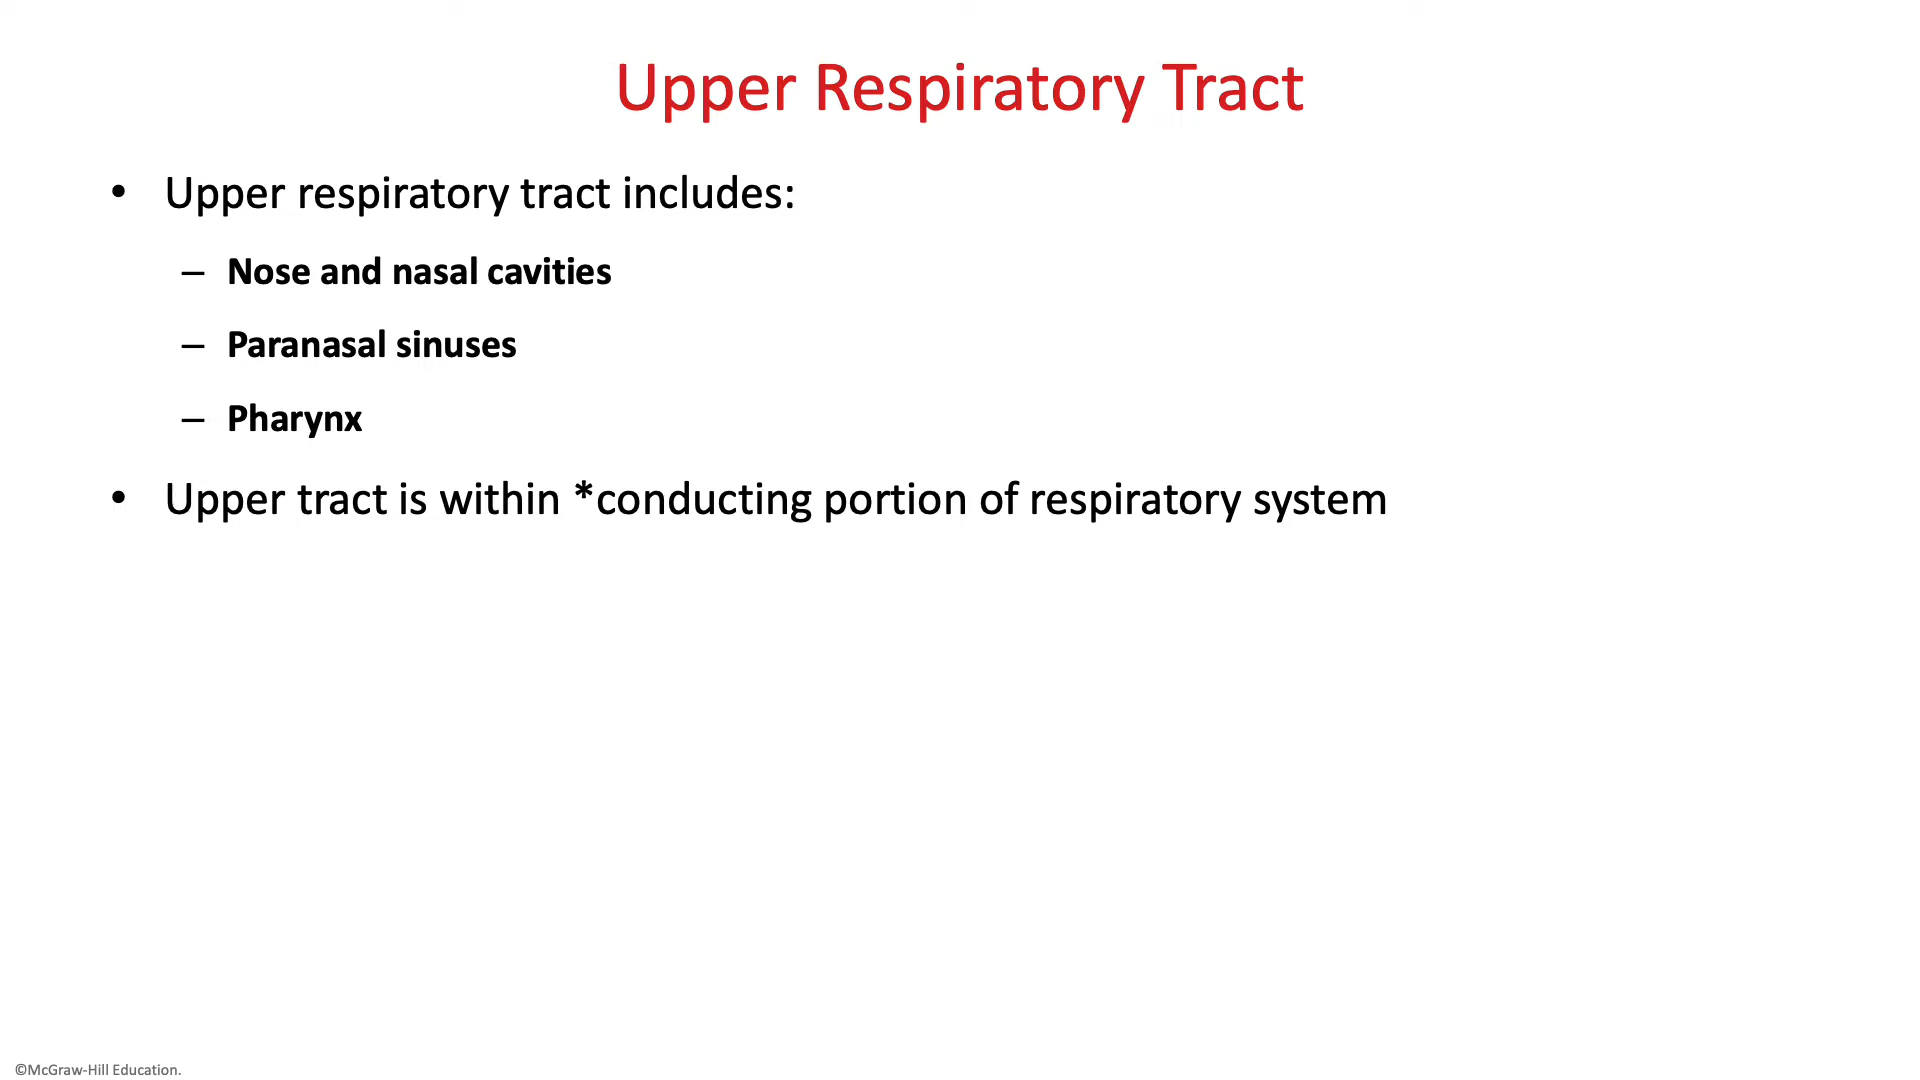 Upper Respiratory Tract
• Upper respiratory tract includes:
– Nose and nasal cavities
– Paranasal sinuses
– Pharynx
• Upper tract is within *conducting portion of respiratory system
©McGraw-Hill Education.